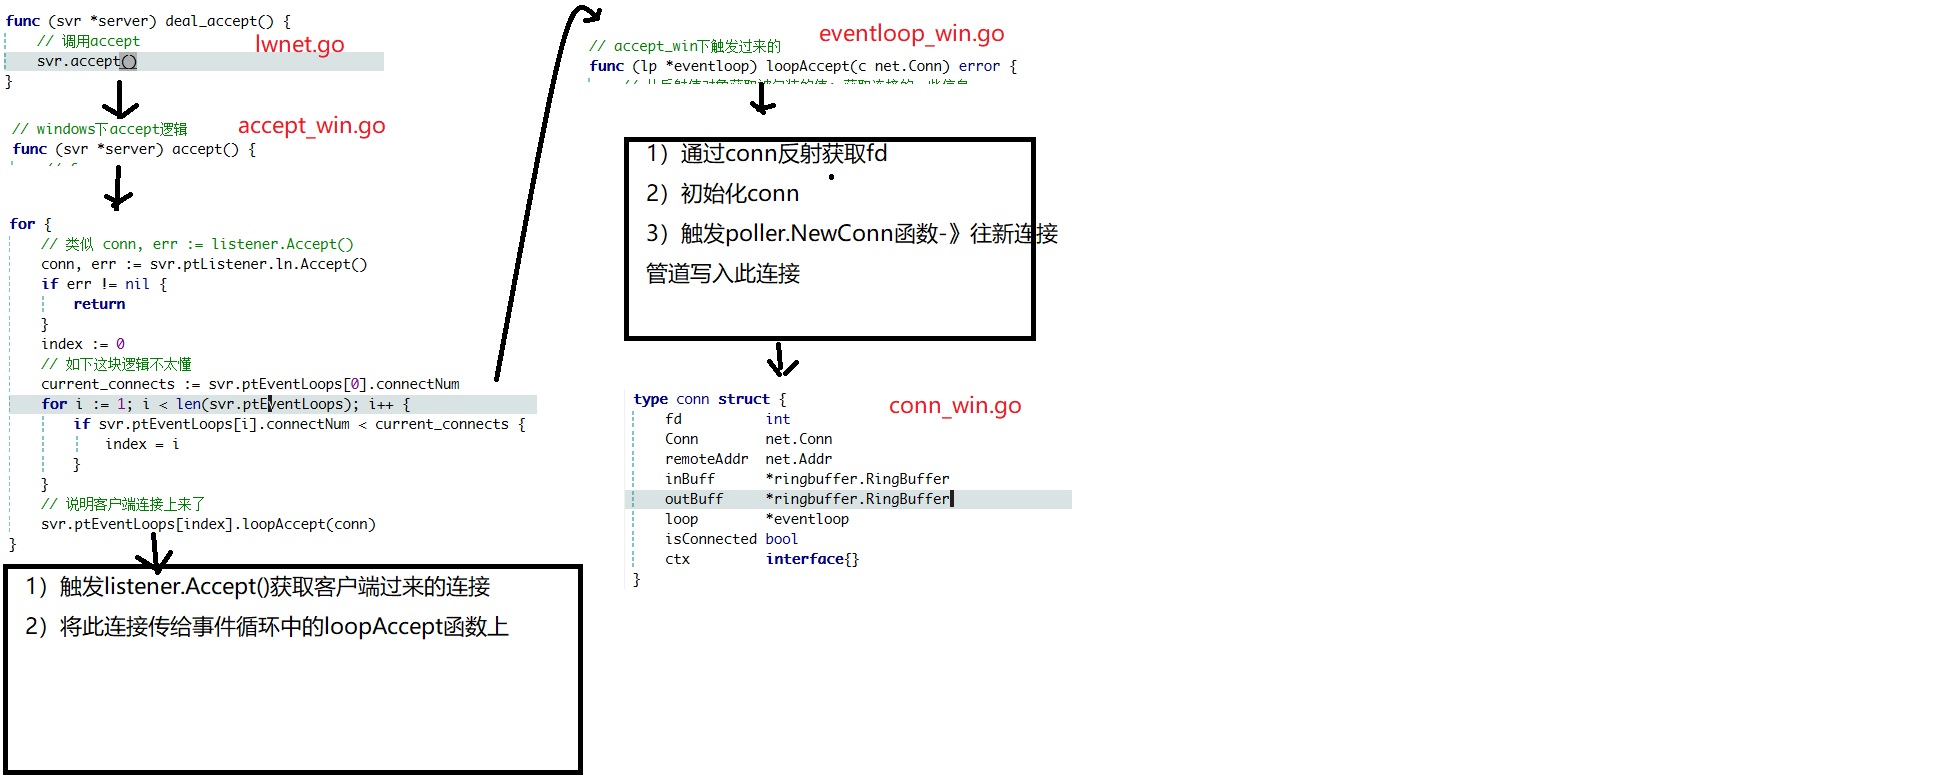 func (svr *server) deal_accept() {
// 调用accept
lwnet.go
svr.accept()
}
// windows下accept逻辑
accept_win.go
func (svr *server) accept() {
for {
// 类似 conn, err := listener.Accept()
conn, err := svr.ptListener.ln.Accept()
if err != nil {
return
}
index := 0
// 如下这块逻辑不太懂
current_connects := svr.ptEventLoops[0].connectNum
for i := 1; i < len(svr.ptEventLoops); i++ {
if svr.ptEventLoops[i].connectNum < current_connects {
index = i
}
}
// 说明客户端连接上来了
svr.ptEventLoops[index].loopAccept(conn)
}
1）触发listener.Accept()获取客户端过来的连接
2）将此连接传给事件循环中的loopAccept函数上
eventloop_win.go
// accept_win下触发过来的
func (lp *eventloop) loopAccept(c net.Conn) error {
1）通过conn反射获取fd
2）初始化conn
3）触发poller.NewConn函数-》往新连接
管道写入此连接
type conn struct {
conn_win.go
fd int
Conn net.Conn
remoteAddr net.Addr
inBuff *ringbuffer.RingBuffer
outBuff *ringbuffer.RingBuffer
loop *eventloop
isConnected bool
ctx interface{}
}